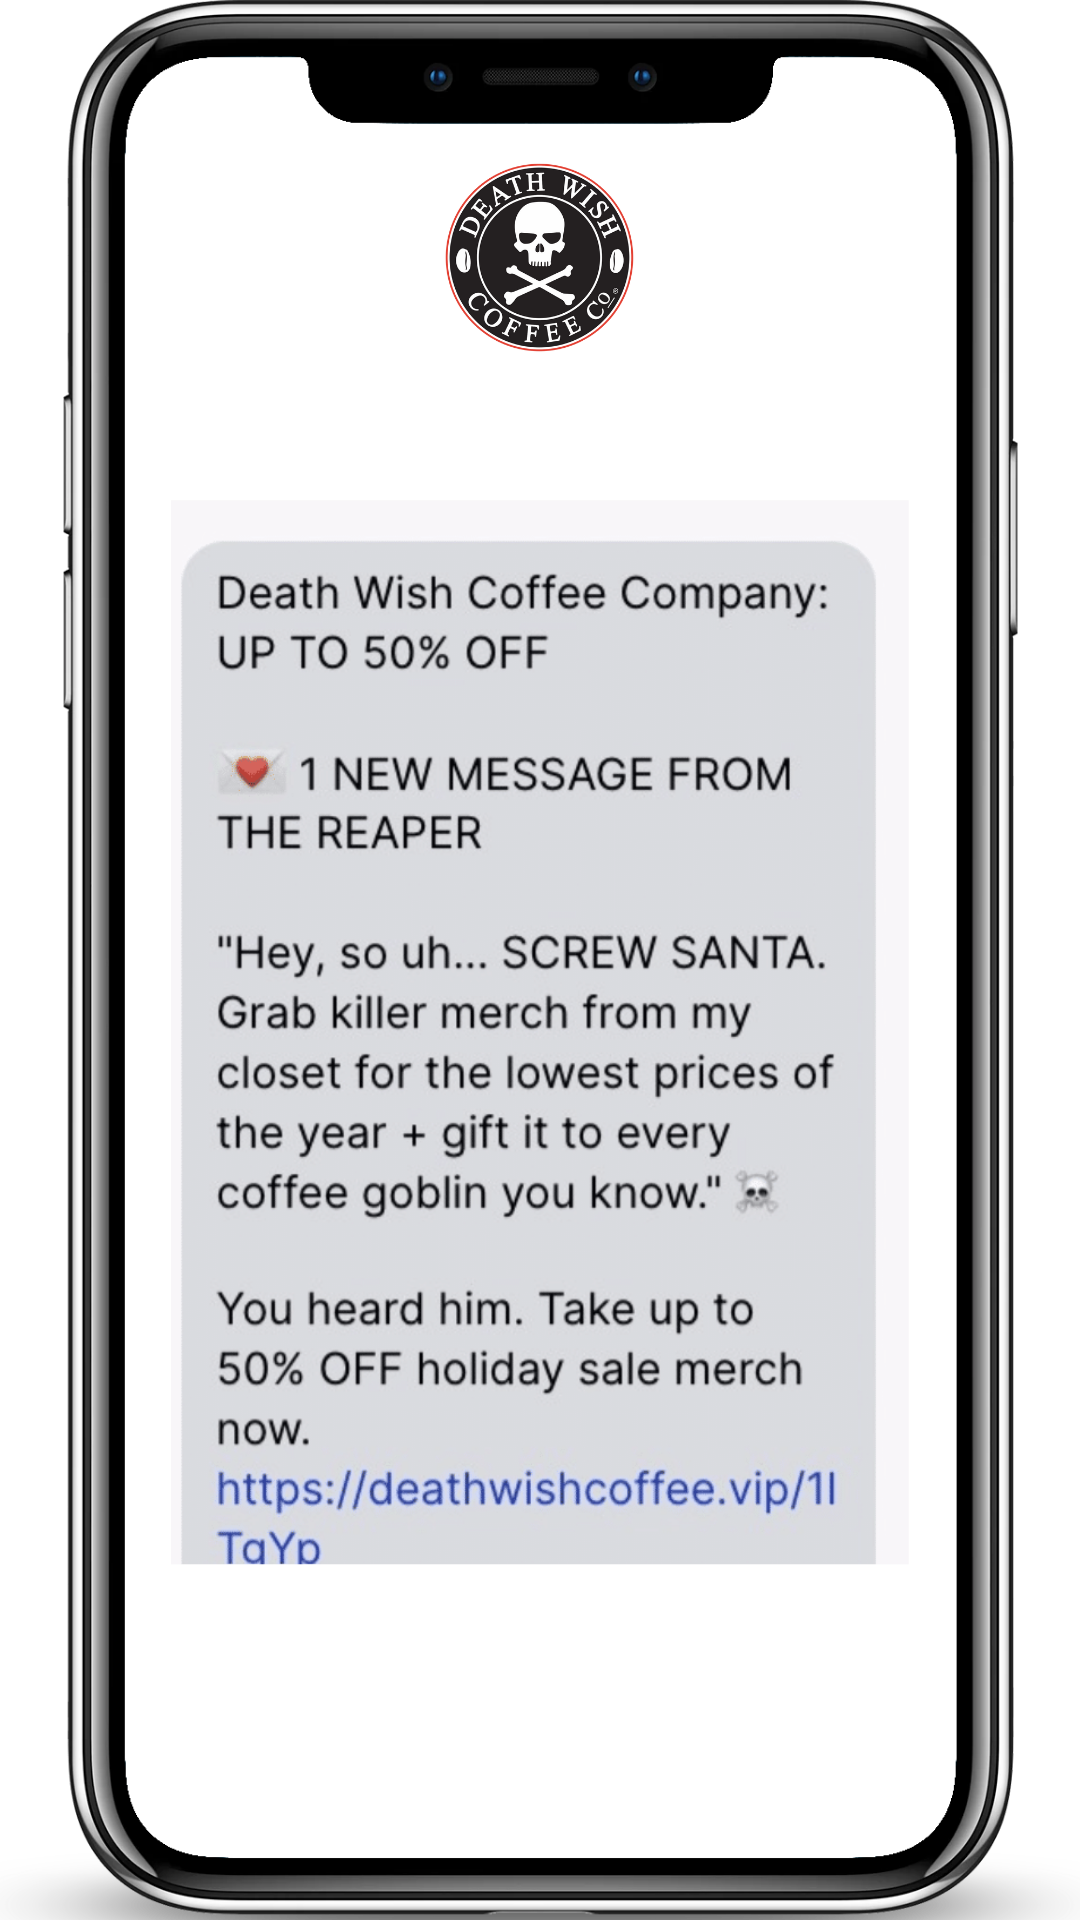 DEATH WISH
COFFEE CO.®
Death Wish Coffee Company:
UP TO 50% OFF
💌 1 NEW MESSAGE FROM
THE REAPER
"Hey, so uh... SCREW SANTA.
Grab killer merch from my
closet for the lowest prices of
the year + gift it to every
coffee goblin you know." ☠️
You heard him. Take up to
50% OFF holiday sale merch
now.
https://deathwishcoffee.vip/1l
TqYp